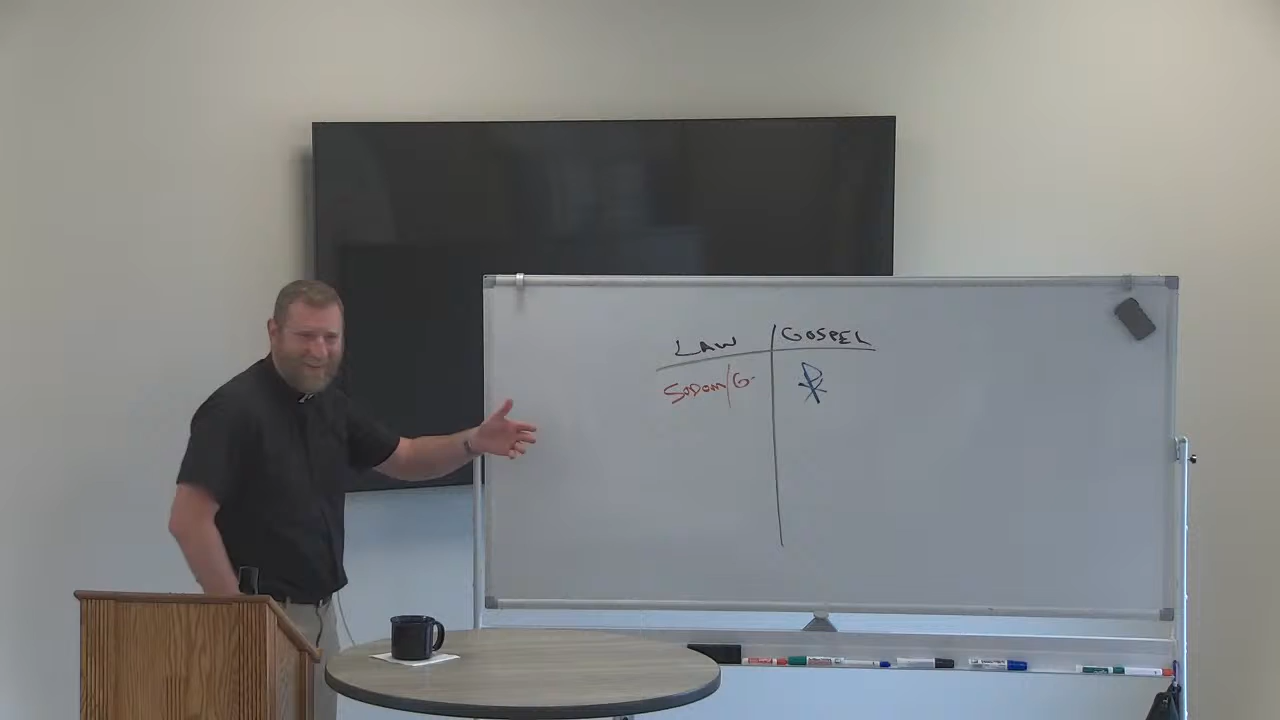 LAW | GOSPEL
SODOM/G. | ☧